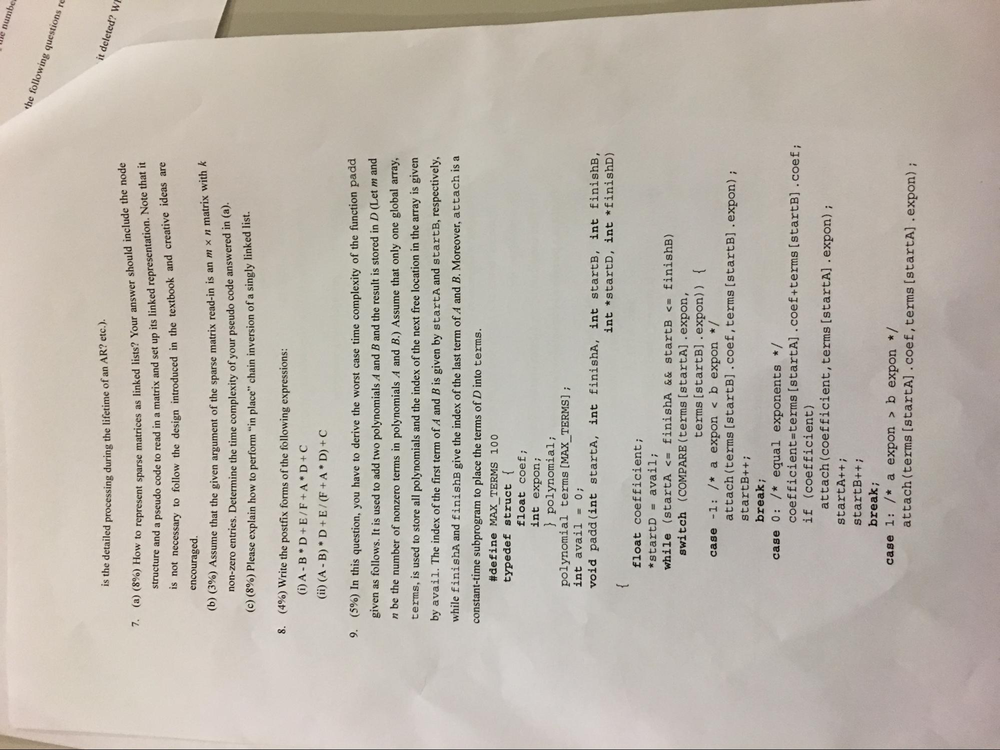 the number
the following questions re
it deleted?
is the detailed processing during the lifetime of an AR? etc.).
7. (a) (8%) How to represent sparse matrices as linked lists? Your answer should include the node
structure and a pseudo code to read in a matrix and set up its linked representation. Note that it
is not necessary to follow the design introduced in the textbook and creative ideas are
encouraged.
(b) (3%) Assume that the given argument of the sparse matrix read-in is an m × n matrix with k
non-zero entries. Determine the time complexity of your pseudo code answered in (a).
(c) (8%) Please explain how to perform “in place” chain inversion of a singly linked list.
8. (4%) Write the postfix forms of the following expressions:
(i) A - B * D + E / F + A * D + C
(ii) (A - B) * D + E / (F + A * D) + C
9. (5%) In this question, you have to derive the worst case time complexity of the function padd
given as follows. It is used to add two polynomials A and B and the result is stored in D (Let m and
n be the number of nonzero terms in polynomials A and B.) Assume that only one global array,
terms, is used to store all polynomials and the index of the next free location in the array is given
by avail. The index of the first term of A and B is given by startA and startB, respectively,
while finishA and finishB give the index of the last term of A and B. Moreover, attach is a
constant-time subprogram to place the terms of D into terms.
#define MAX_TERMS 100
typedef struct {
float coef;
int expon;
} polynomial;
polynomial terms[MAX_TERMS];
int avail = 0;
void padd(int startA, int finishA, int startB, int finishB,
int *startD, int *finishD)
{
float coefficient;
*startD = avail;
while (startA <= finishA && startB <= finishB)
switch (COMPARE(terms[startA].expon,
terms[startB].expon)) {
case -1: /* a expon < b expon */
attach(terms[startB].coef,terms[startB].expon);
startB++;
break;
case 0: /* equal exponents */
coefficient=terms[startA].coef+terms[startB].coef;
if (coefficient)
attach(coefficient,terms[startA].expon);
startA++;
startB++;
break;
case 1: /* a expon > b expon */
attach(terms[startA].coef,terms[startA].expon);